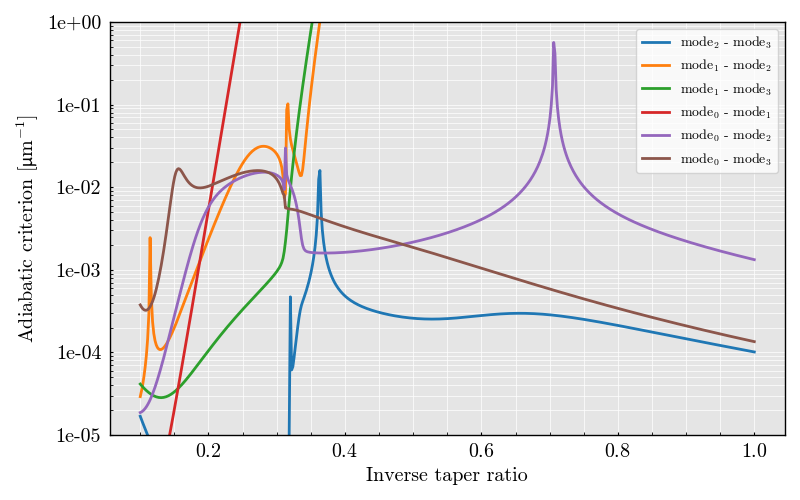 1e+00
1e-01
1e-02
1e-03
1e-04
1e-05
Adiabatic criterion [µm⁻¹]
mode₂ - mode₃
mode₁ - mode₂
mode₁ - mode₃
mode₀ - mode₁
mode₀ - mode₂
mode₀ - mode₃
0.2 0.4 0.6 0.8 1.0
Inverse taper ratio